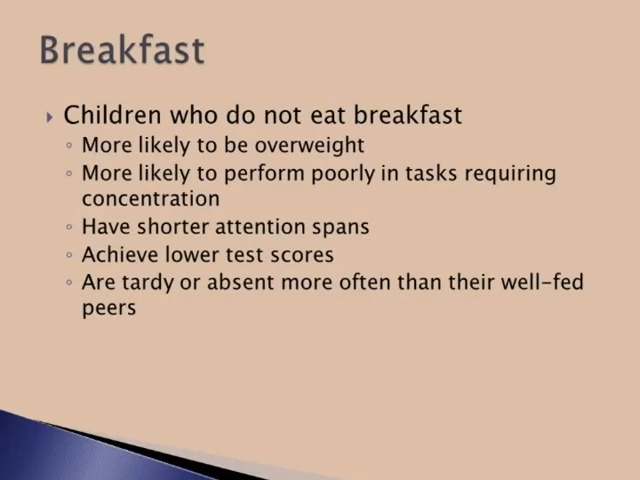 Breakfast
Children who do not eat breakfast
More likely to be overweight
More likely to perform poorly in tasks requiring
concentration
Have shorter attention spans
Achieve lower test scores
Are tardy or absent more often than their well-fed
peers